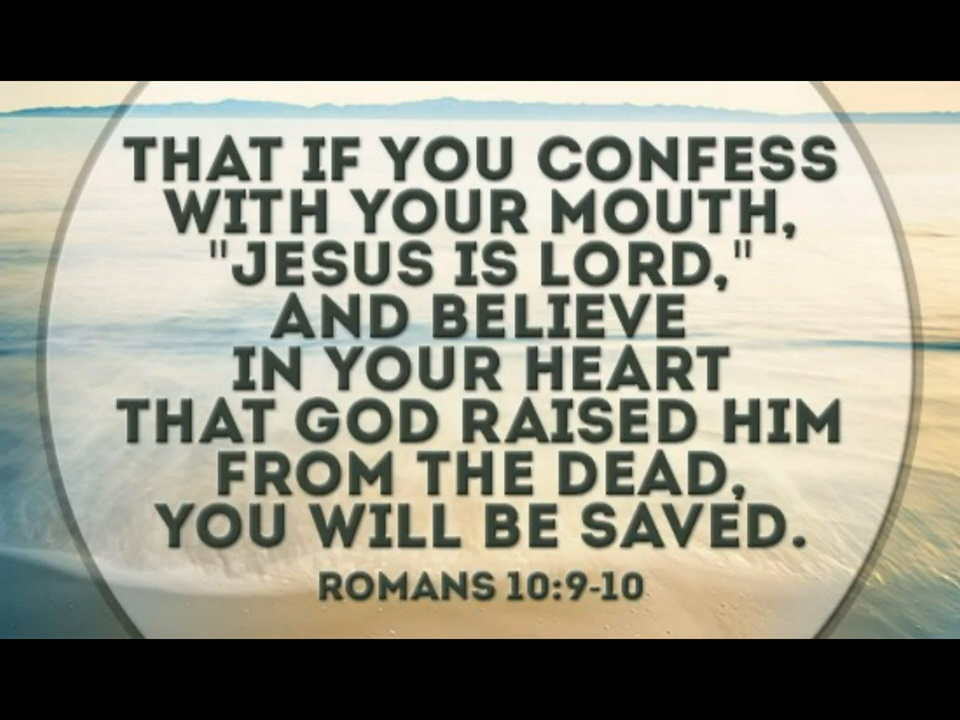 THAT IF YOU CONFESS
WITH YOUR MOUTH,
"JESUS IS LORD,"
AND BELIEVE
IN YOUR HEART
THAT GOD RAISED HIM
FROM THE DEAD,
YOU WILL BE SAVED.
ROMANS 10:9-10